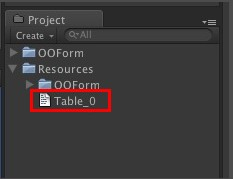 Project
Create
All
OOForm
Resources
OOForm
Table_0